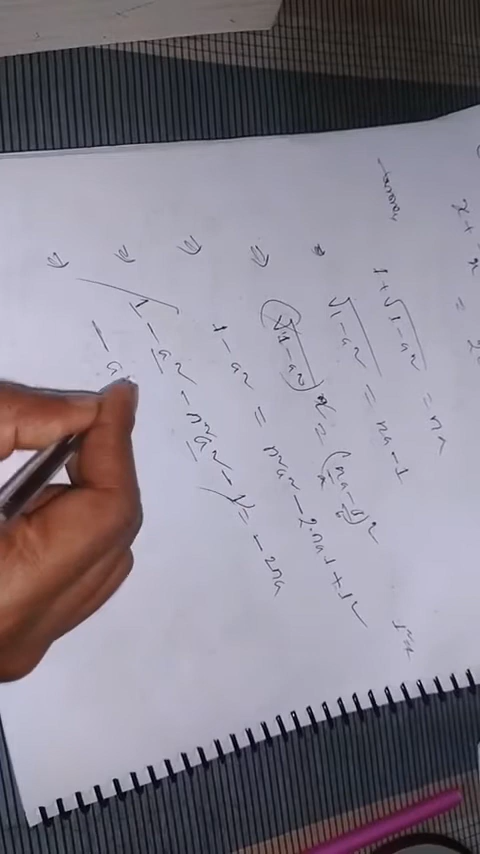 1+√1-a² = na
√1-a² = na-1
⇒ (√1-a²)² = (na-1)²
⇒ 1-a² = n²a²-2·na·1+1²
⇒ 1-a²-n²a²-1 = -2na
⇒ -a